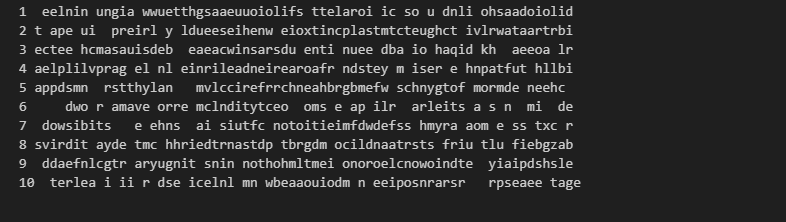 1  eelnin ungia wwuetthgsaaeuuoiolifs ttelaroi ic so u dnli ohsaadoiolid
2 t ape ui  preirl y ldueeseihenw eioxtincplastmtcteughct ivlrwataartrbi
3 ectee hcmasauisdeb  eaeacwinsarsdu enti nuee dba io haqid kh  aeeoa lr
4 aelplilvprag el nl einrileadneirearoafr ndstey m iser e hnpatfut hllbi
5 appdsmn  rstthylan   mvlccirefrrchneahbrgbmefw schnygtof mormde neehc
6     dwo r amave orre mclnditytceo  oms e ap ilr  arleits a s n  mi  de
7  dowsibits   e ehns  ai siutfc notoitieimfdwdefss hmyra aom e ss txc r
8 svirdit ayde tmc hhriedtrnastdp tbrgdm ocildnaatrsts friu tlu fiebgzab
9  ddaefnlcgtr aryugnit snin nothohmltmei onoroelcnowoindte  yiaipdshsle
10  terlea i ii r dse icelnl mn wbeaaouiodm n eeiposnrarsr   rpseaee tage